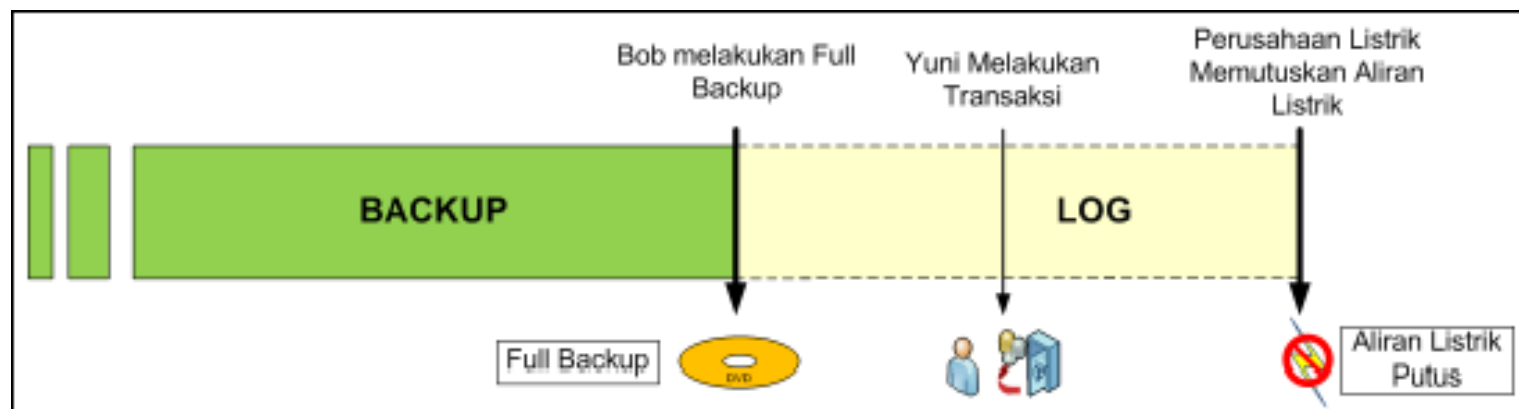 Bob melakukan Full
Backup
Yuni Melakukan
Transaksi
Perusahaan Listrik
Memutuskan Aliran
Listrik
BACKUP
LOG
Full Backup
DVD
Aliran Listrik
Putus